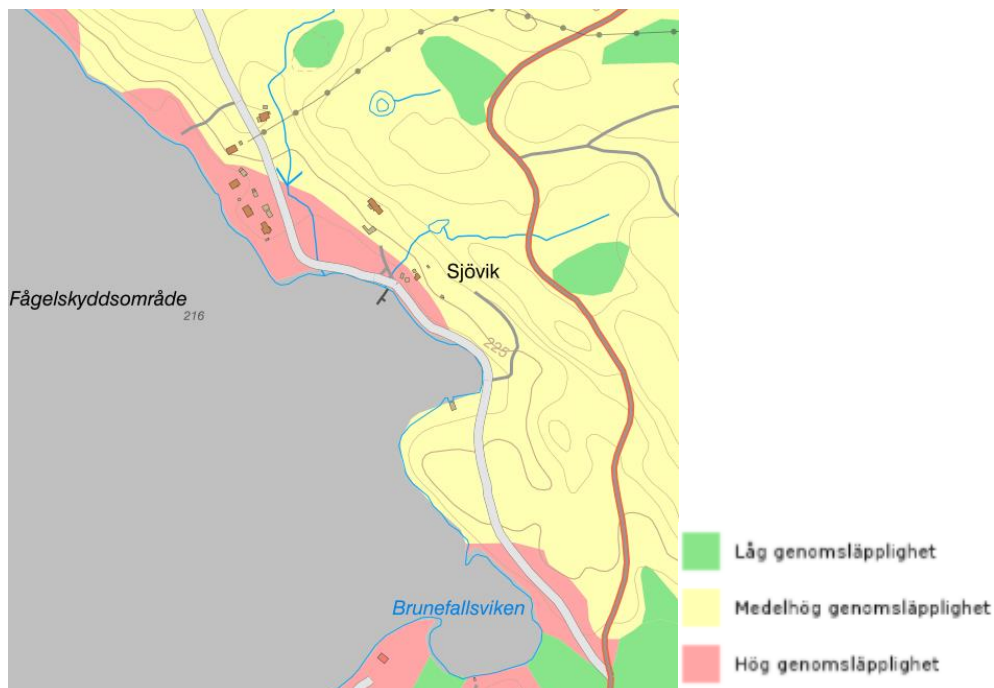 Sjövik
Fågelskyddsområde
216
225
Brunefallsviken
Låg genomsläpplighet
Medelhög genomsläpplighet
Hög genomsläpplighet